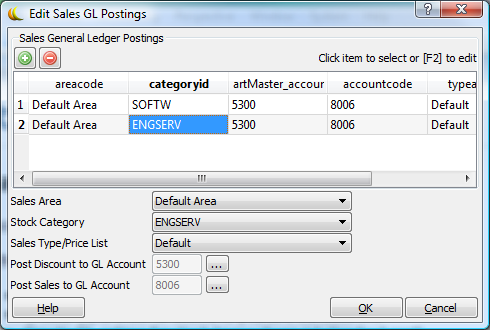 Edit Sales GL Postings
Sales General Ledger Postings
Click item to select or [F2] to edit
areacode categoryid artMaster_accour accountcode typea
1 Default Area SOFTW 5300 8006 Default
2 Default Area ENGSERV 5300 8006 Default
Sales Area Default Area
Stock Category ENGSERV
Sales Type/Price List Default
Post Discount to GL Account 5300 ...
Post Sales to GL Account 8006 ...
Help OK Cancel